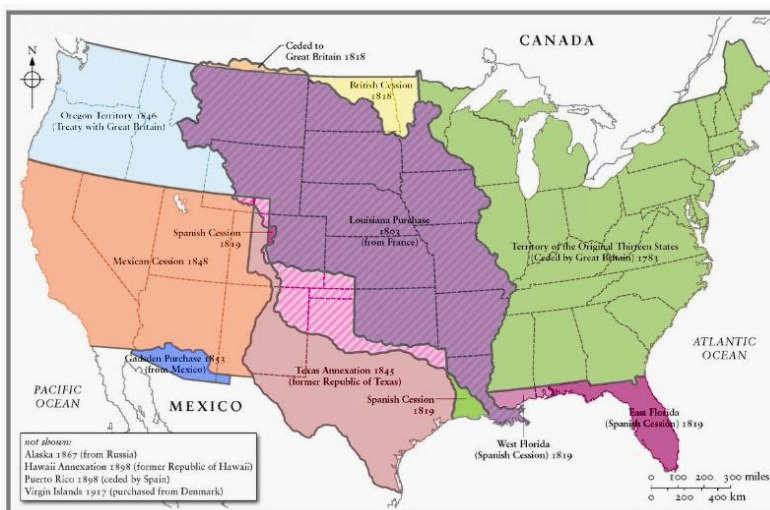 Ceded to
Great Britain 1818
CANADA
N
British Cession
1818
Oregon Territory 1846
(Treaty with Great Britain)
Louisiana Purchase
1803
(from France)
Spanish Cession
1819
Territory of the Original Thirteen States
(Ceded by Great Britain) 1783
Mexican Cession 1848
ATLANTIC
OCEAN
Gadsden Purchase 1853
(from Mexico)
Texas Annexation 1845
(former Republic of Texas)
PACIFIC
OCEAN
MEXICO
Spanish Cession
1819
East Florida
(Spanish Cession) 1819
West Florida
(Spanish Cession) 1819
not shown:
Alaska 1867 (from Russia)
Hawaii Annexation 1898 (former Republic of Hawaii)
Puerto Rico 1898 (ceded by Spain)
Virgin Islands 1917 (purchased from Denmark)
0 100 200 300 miles
0 200 400 km